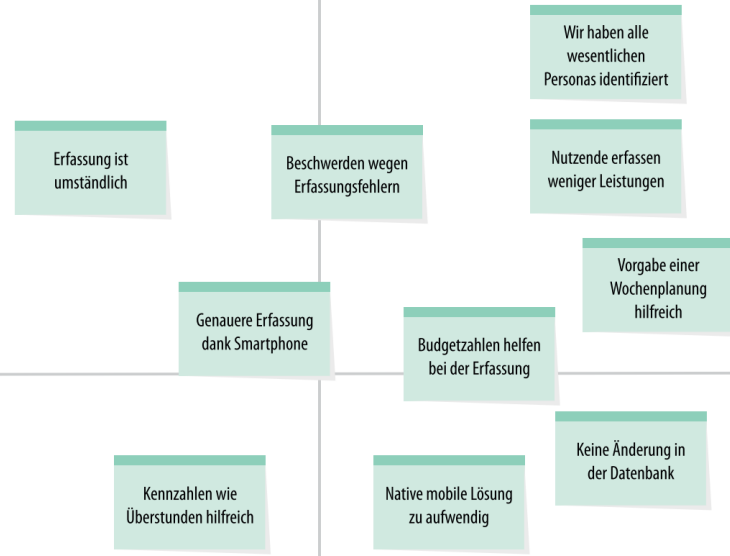 Wir haben alle
wesentlichen
Personas identifiziert
Erfassung ist
umständlich
Beschwerden wegen
Erfassungsfehlern
Nutzende erfassen
weniger Leistungen
Vorgabe einer
Wochenplanung
hilfreich
Genauere Erfassung
dank Smartphone
Budgetzahlen helfen
bei der Erfassung
Keine Änderung in
der Datenbank
Kennzahlen wie
Überstunden hilfreich
Native mobile Lösung
zu aufwendig